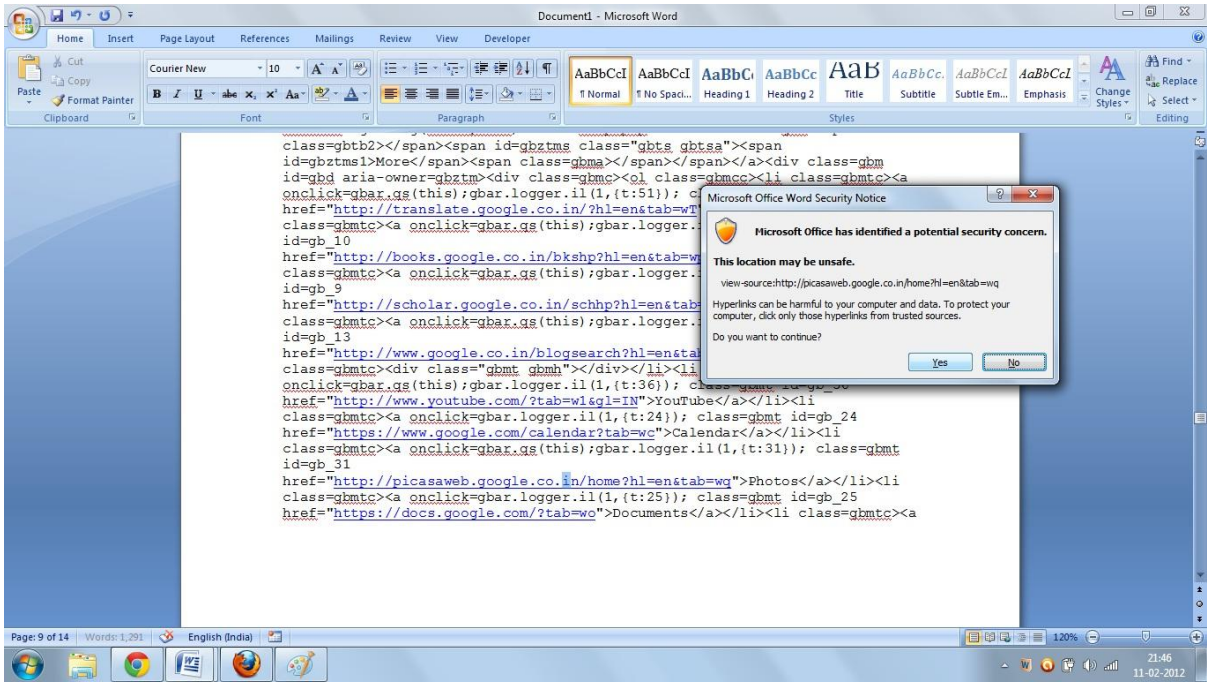 Document1 - Microsoft Word
Home Insert Page Layout References Mailings Review View Developer
Cut
Copy
Paste
Format Painter
Clipboard
Courier New 10
Font
Paragraph
AaBbCcI AaBbCcI AaBbC AaBbCc AaB AaBbCc. AaBbCcI AaBbCcI
¶ Normal ¶ No Spaci... Heading 1 Heading 2 Title Subtitle Subtle Em... Emphasis
Change Styles
Styles
Find
Replace
Select
Editing
class=gbtb2></span><span id=gbztms class="gbts gbtsa"><span
id=gbztms1>More</span><span class=gbma></span></span></a><div class=gbm
id=gbd aria-owner=gbztm><div class=gbmc><ol class=gbmcc><li class=gbmtc><a
onclick=gbar.qs(this);gbar.logger.il(1,{t:51}); c
href="http://translate.google.co.in/?hl=en&tab=wT"
class=gbmtc><a onclick=gbar.qs(this);gbar.logger.
id=gb_10
href="http://books.google.co.in/bkshp?hl=en&tab=wp
class=gbmtc><a onclick=gbar.qs(this);gbar.logger.
id=gb_9
href="http://scholar.google.co.in/schhp?hl=en&tab
class=gbmtc><a onclick=gbar.qs(this);gbar.logger.
id=gb_13
href="http://www.google.co.in/blogsearch?hl=en&tab
class=gbmtc><div class="gbmt gbmh"></div></li><li
onclick=gbar.qs(this);gbar.logger.il(1,{t:36}); class=gbmt id=gb_36
href="http://www.youtube.com/?tab=w1&gl=IN">YouTube</a></li><li
class=gbmtc><a onclick=gbar.logger.il(1,{t:24}); class=gbmt id=gb_24
href="https://www.google.com/calendar?tab=wc">Calendar</a></li><li
class=gbmtc><a onclick=gbar.qs(this);gbar.logger.il(1,{t:31}); class=gbmt
id=gb_31
href="http://picasaweb.google.co.in/home?hl=en&tab=wq">Photos</a></li><li
class=gbmtc><a onclick=gbar.logger.il(1,{t:25}); class=gbmt id=gb_25
href="https://docs.google.com/?tab=wo">Documents</a></li><li class=gbmtc><a
Microsoft Office Word Security Notice
Microsoft Office has identified a potential security concern.
This location may be unsafe.
view-source:http://picasaweb.google.co.in/home?hl=en&tab=wq
Hyperlinks can be harmful to your computer and data. To protect your
computer, click only those hyperlinks from trusted sources.
Do you want to continue?
Yes No
Page: 9 of 14 Words: 1,291 English (India) 120%
21:46
11-02-2012